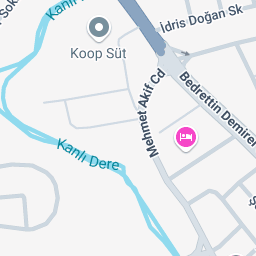 Kanlı
İdris Doğan Sk
Koop Süt
Mehmet Akif Cd
Bedrettin Demirel
Kanlı Dere